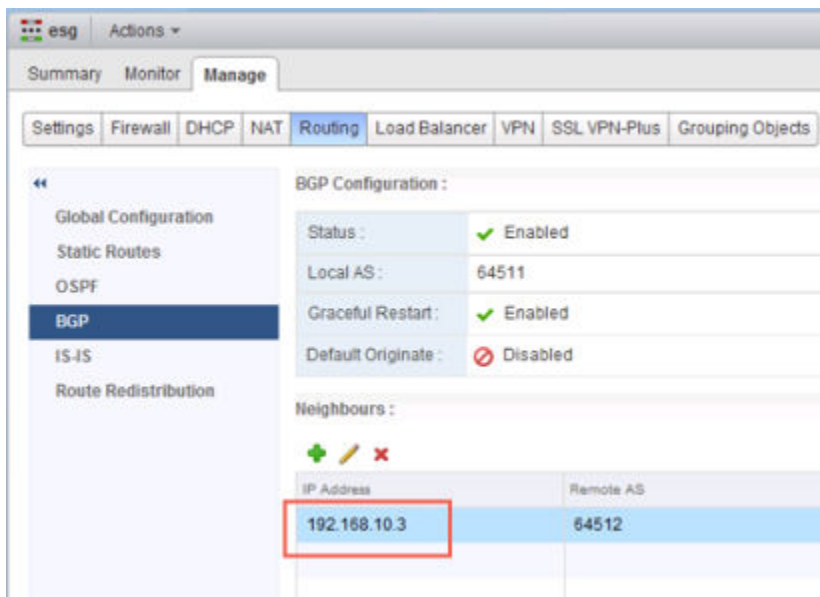 esg Actions
Summary Monitor Manage
Settings Firewall DHCP NAT Routing Load Balancer VPN SSL VPN-Plus Grouping Objects
Global Configuration
Static Routes
OSPF
BGP
IS-IS
Route Redistribution
BGP Configuration :
Status : Enabled
Local AS : 64511
Graceful Restart : Enabled
Default Originate : Disabled
Neighbours :
IP Address Remote AS
192.168.10.3 64512